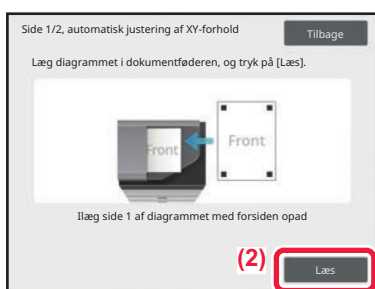 Side 1/2, automatisk justering af XY-forhold
Tilbage
Læg diagrammet i dokumentføderen, og tryk på [Læs].
Front
Front
Ilæg side 1 af diagrammet med forsiden opad
(2)
Læs